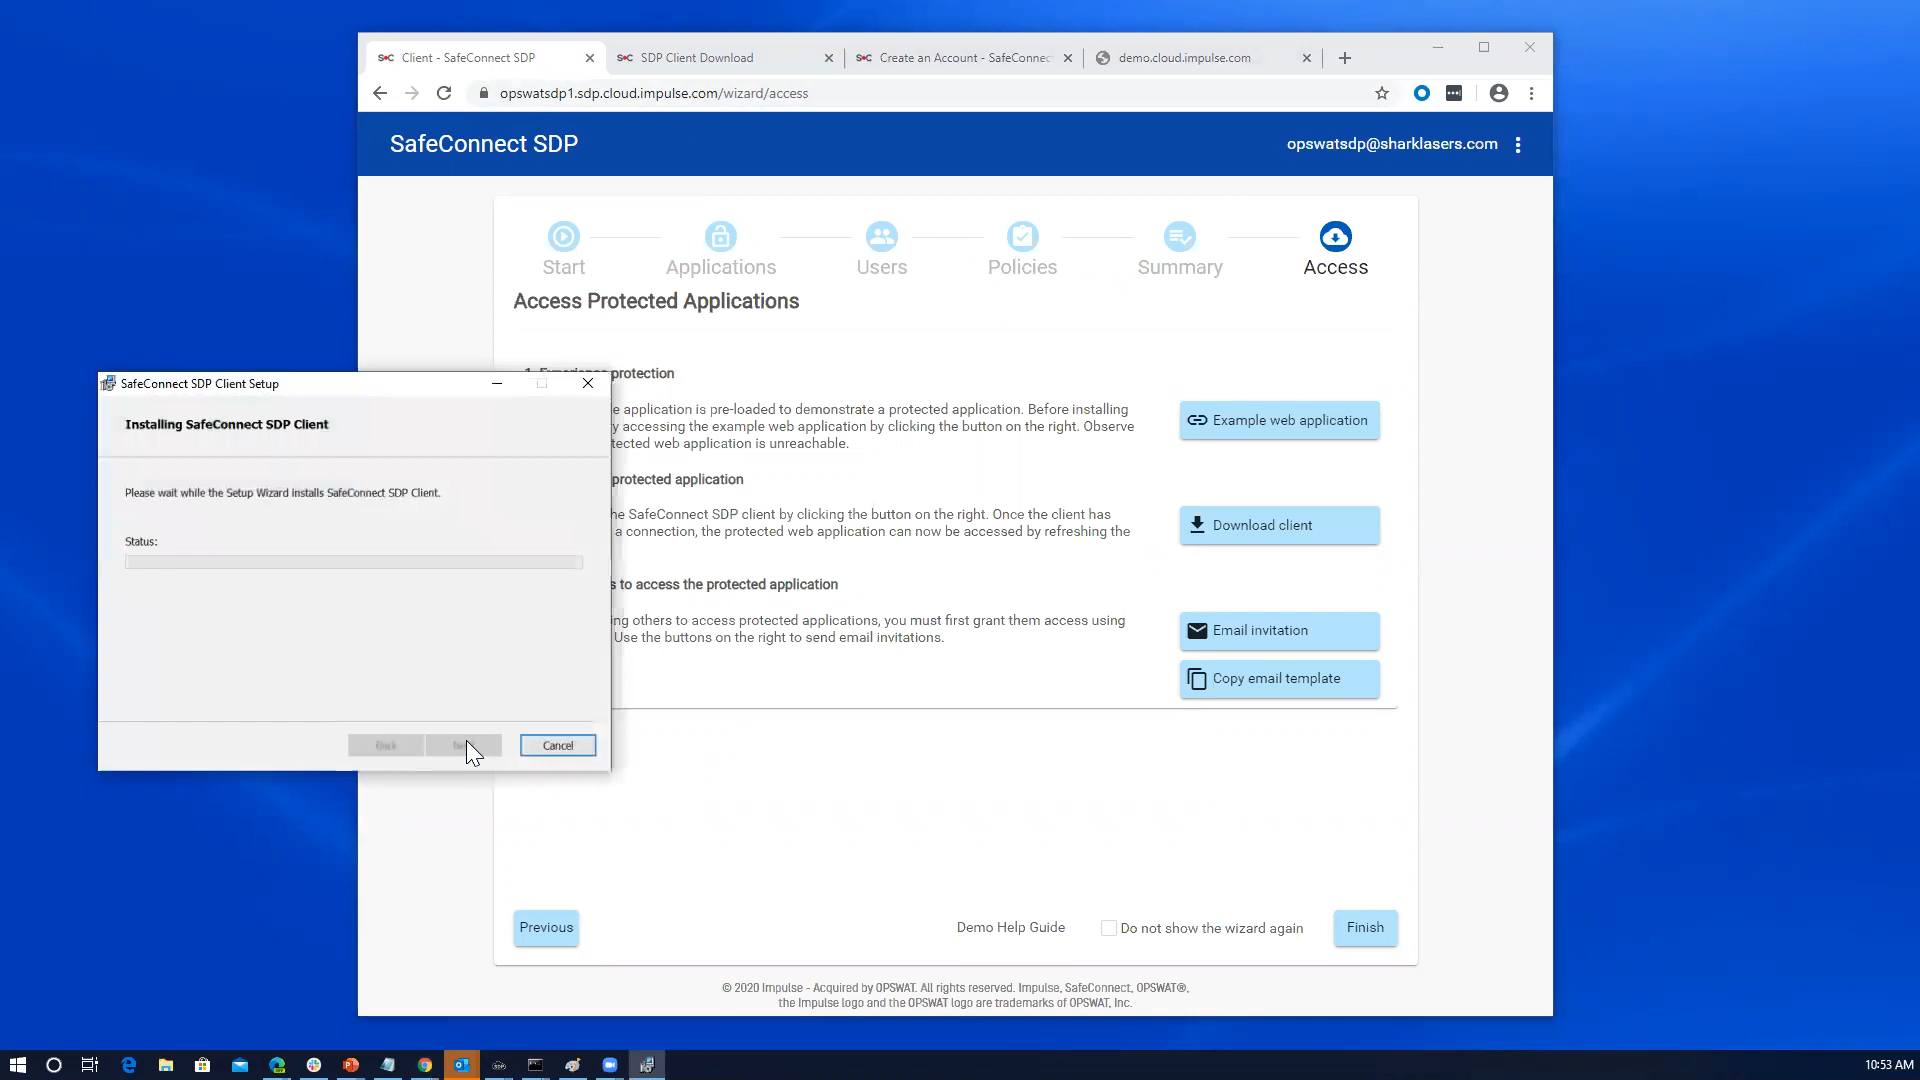 Client - SafeConnect SDP
SDP Client Download
Create an Account - SafeConnec
demo.cloud.impulse.com
opswatsdp1.sdp.cloud.impulse.com/wizard/access
SafeConnect SDP
opswatsdp@sharklasers.com
Start
Applications
Users
Policies
Summary
Access
Access Protected Applications
protection
e application is pre-loaded to demonstrate a protected application. Before installing
y accessing the example web application by clicking the button on the right. Observe
tected web application is unreachable.
Example web application
protected application
he SafeConnect SDP client by clicking the button on the right. Once the client has
a connection, the protected web application can now be accessed by refreshing the
Download client
s to access the protected application
ng others to access protected applications, you must first grant them access using
Use the buttons on the right to send email invitations.
Email invitation
Copy email template
SafeConnect SDP Client Setup
Installing SafeConnect SDP Client
Please wait while the Setup Wizard installs SafeConnect SDP Client.
Status:
Back
Cancel
Previous
Demo Help Guide
Do not show the wizard again
Finish
© 2020 Impulse - Acquired by OPSWAT. All rights reserved. Impulse, SafeConnect, OPSWAT®,
the Impulse logo and the OPSWAT logo are trademarks of OPSWAT, Inc.
10:53 AM